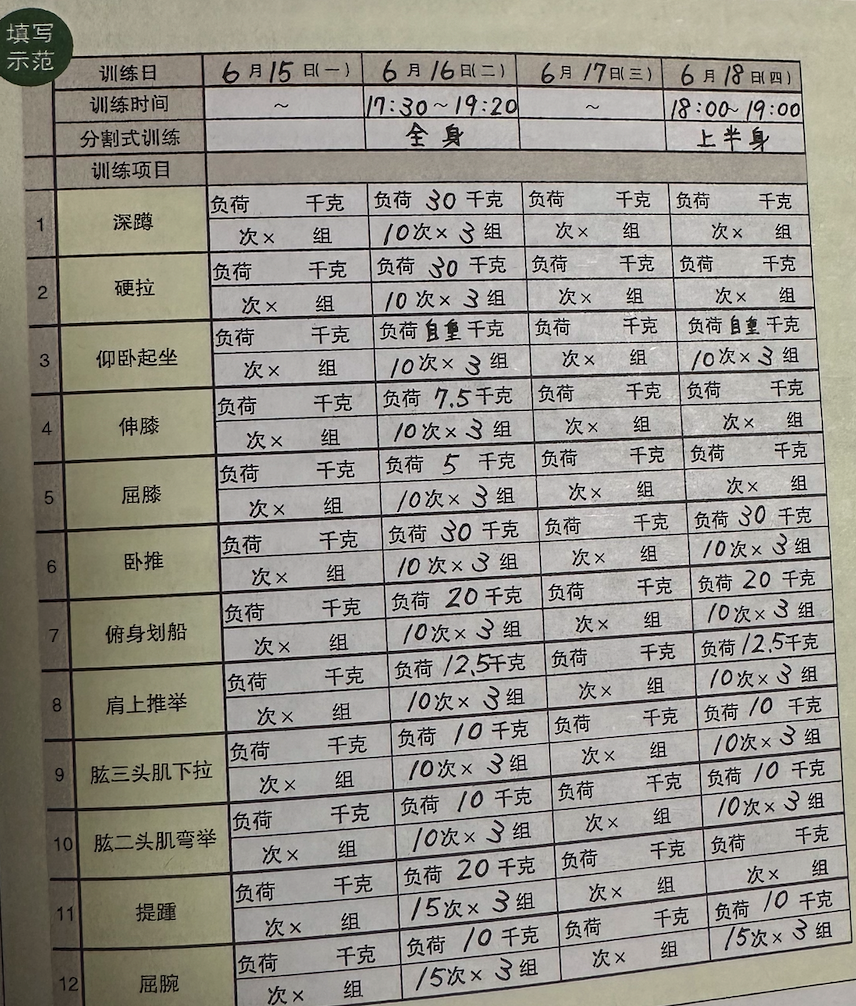 填写
示范
训练日 6月15日(一) 6月16日(二) 6月17日(三) 6月18日(四)
训练时间 ～ 17:30～19:20 ～ 18:00～19:00
分割式训练 全身 上半身
训练项目
1 深蹲 负荷 千克 负荷 30 千克 负荷 千克 负荷 千克
次× 组 10次×3组 次× 组 次× 组
2 硬拉 负荷 千克 负荷 30 千克 负荷 千克 负荷 千克
次× 组 10次×3组 次× 组 次× 组
3 仰卧起坐 负荷 千克 负荷 自重 千克 负荷 千克 负荷 自重 千克
次× 组 10次×3组 次× 组 10次×3组
4 伸膝 负荷 千克 负荷 7.5 千克 负荷 千克 负荷 千克
次× 组 10次×3组 次× 组 次× 组
5 屈膝 负荷 千克 负荷 5 千克 负荷 千克 负荷 千克
次× 组 10次×3组 次× 组 次× 组
6 卧推 负荷 千克 负荷 30 千克 负荷 千克 负荷 30 千克
次× 组 10次×3组 次× 组 10次×3组
7 俯身划船 负荷 千克 负荷 20 千克 负荷 千克 负荷 20 千克
次× 组 10次×3组 次× 组 10次×3组
8 肩上推举 负荷 千克 负荷 12.5千克 负荷 千克 负荷 12.5千克
次× 组 10次×3组 次× 组 10次×3组
9 肱三头肌下拉 负荷 千克 负荷 10 千克 负荷 千克 负荷 10 千克
次× 组 10次×3组 次× 组 10次×3组
10 肱二头肌弯举 负荷 千克 负荷 10 千克 负荷 千克 负荷 10 千克
次× 组 10次×3组 次× 组 10次×3组
11 提踵 负荷 千克 负荷 20 千克 负荷 千克 负荷 千克
次× 组 15次×3组 次× 组 次× 组
12 屈腕 负荷 千克 负荷 10 千克 负荷 千克 负荷 10 千克
次× 组 15次×3组 次× 组 15次×3组